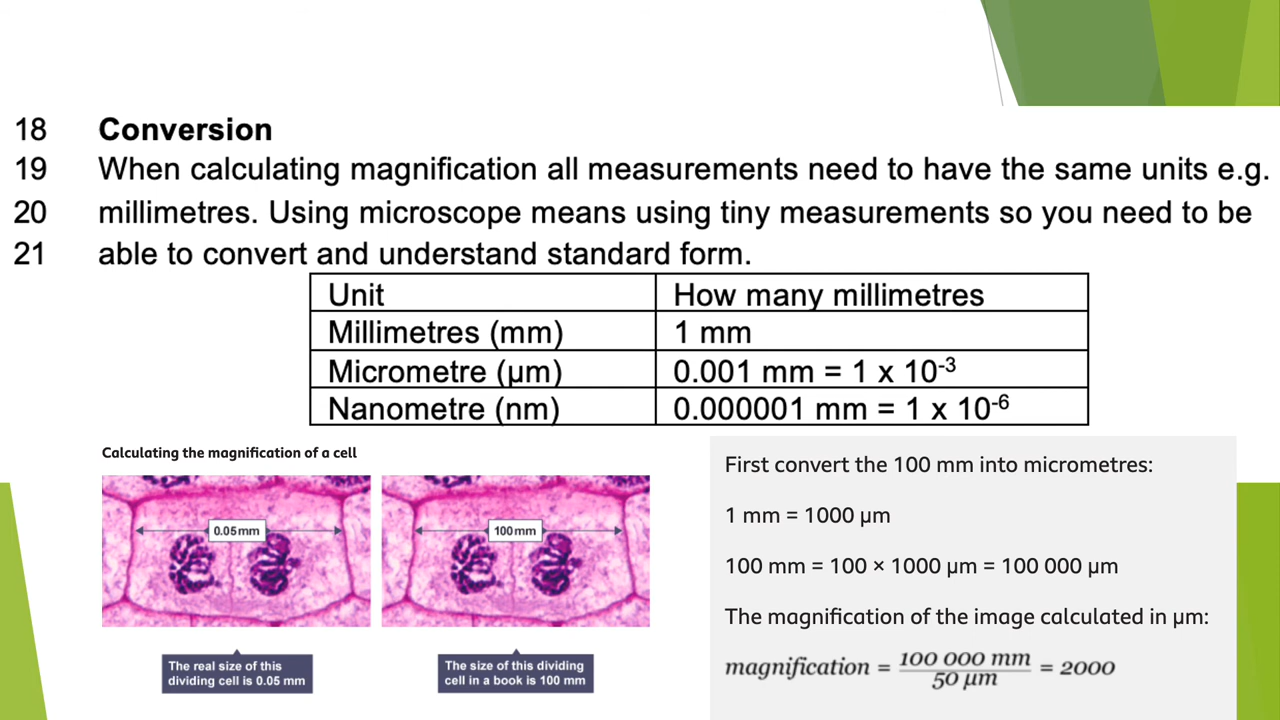 18 Conversion
19 When calculating magnification all measurements need to have the same units e.g.
20 millimetres. Using microscope means using tiny measurements so you need to be
21 able to convert and understand standard form.
Unit How many millimetres
Millimetres (mm) 1 mm
Micrometre (µm) 0.001 mm = 1 x 10⁻³
Nanometre (nm) 0.000001 mm = 1 x 10⁻⁶
Calculating the magnification of a cell
0.05mm
100mm
The real size of this
dividing cell is 0.05 mm
The size of this dividing
cell in a book is 100 mm
First convert the 100 mm into micrometres:
1 mm = 1000 µm
100 mm = 100 × 1000 µm = 100 000 µm
The magnification of the image calculated in µm:
magnification = 100 000 mm / 50 µm = 2000